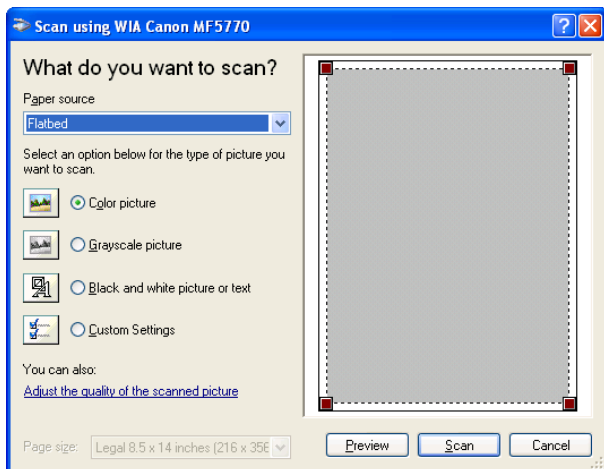 Scan using WIA Canon MF5770
What do you want to scan?
Paper source
Flatbed
Select an option below for the type of picture you
want to scan.
Color picture
Grayscale picture
Black and white picture or text
Custom Settings
You can also:
Adjust the quality of the scanned picture
Page size: Legal 8.5 x 14 inches (216 x 356
Preview Scan Cancel